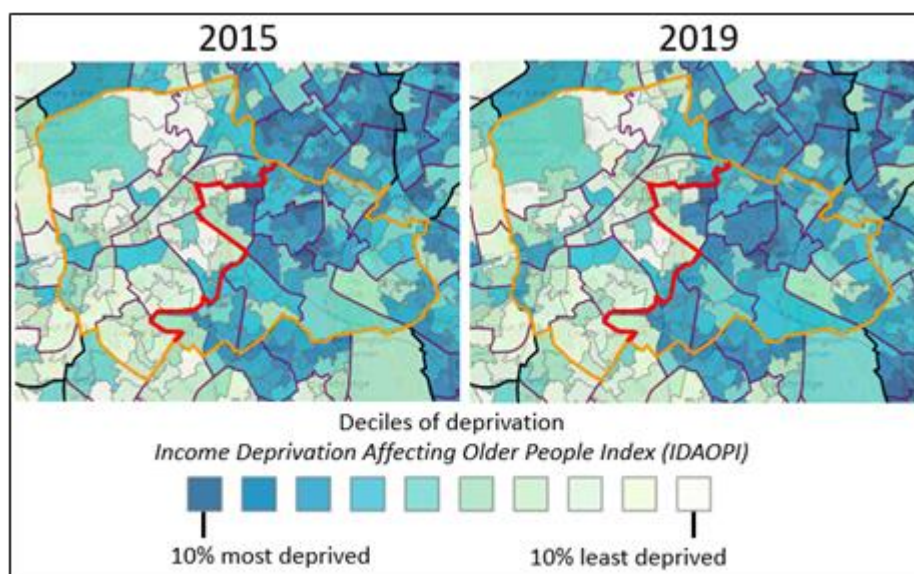 2015
2019
Deciles of deprivation
Income Deprivation Affecting Older People Index (IDAOPI)
10% most deprived
10% least deprived